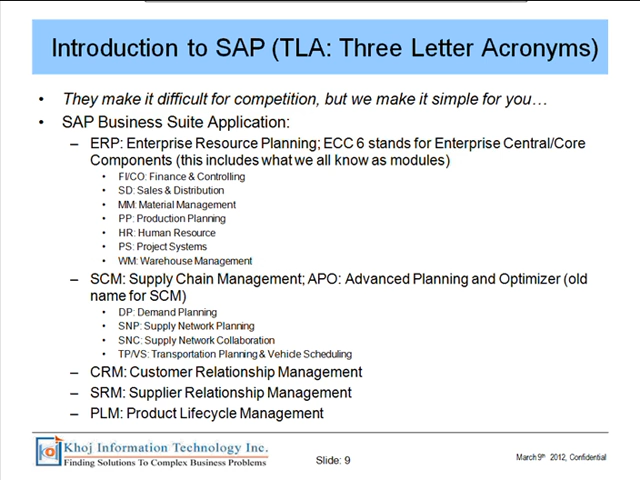 Introduction to SAP (TLA: Three Letter Acronyms)
• They make it difficult for competition, but we make it simple for you…
• SAP Business Suite Application:
– ERP: Enterprise Resource Planning; ECC 6 stands for Enterprise Central/Core
Components (this includes what we all know as modules)
• FI/CO: Finance & Controlling
• SD: Sales & Distribution
• MM: Material Management
• PP: Production Planning
• HR: Human Resource
• PS: Project Systems
• WM: Warehouse Management
– SCM: Supply Chain Management; APO: Advanced Planning and Optimizer (old
name for SCM)
• DP: Demand Planning
• SNP: Supply Network Planning
• SNC: Supply Network Collaboration
• TP/VS: Transportation Planning & Vehicle Scheduling
– CRM: Customer Relationship Management
– SRM: Supplier Relationship Management
– PLM: Product Lifecycle Management
Khoj Information Technology Inc.
Finding Solutions To Complex Business Problems
Slide: 9
March 9th 2012, Confidential